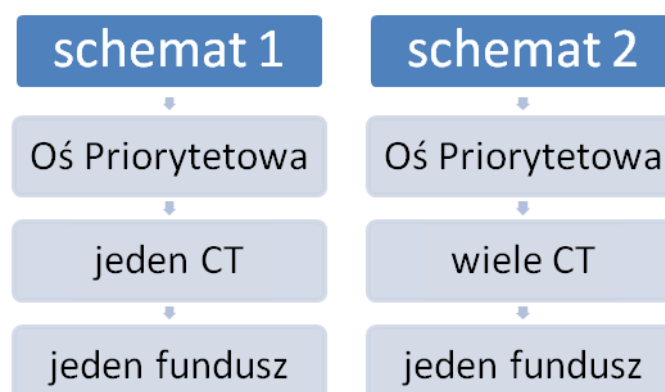 schemat 1
Oś Priorytetowa
jeden CT
jeden fundusz
schemat 2
Oś Priorytetowa
wiele CT
jeden fundusz